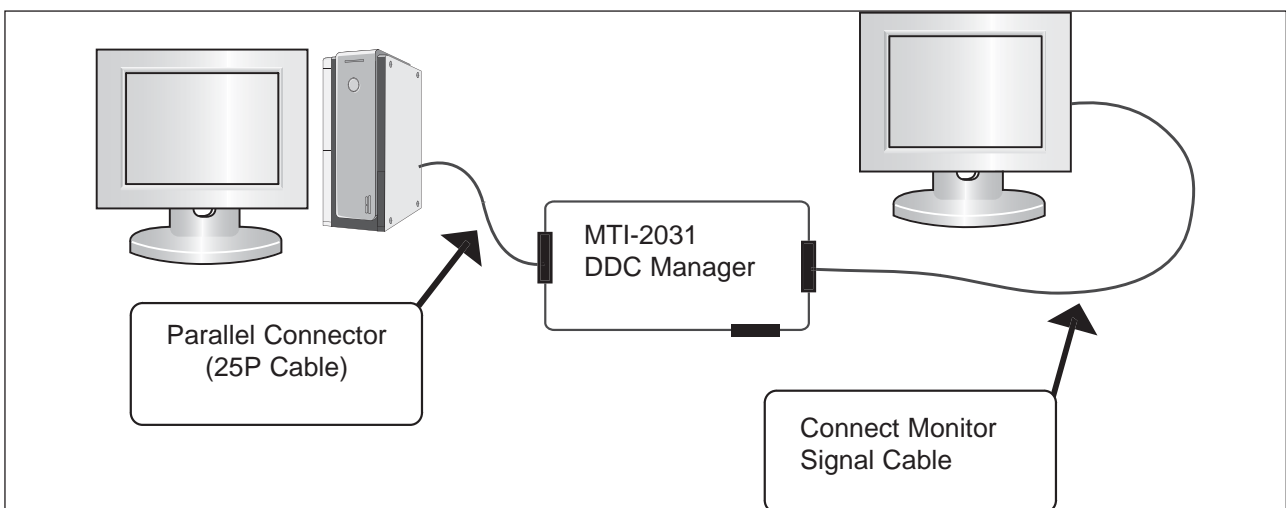 MTI-2031
DDC Manager
Parallel Connector
(25P Cable)
Connect Monitor
Signal Cable